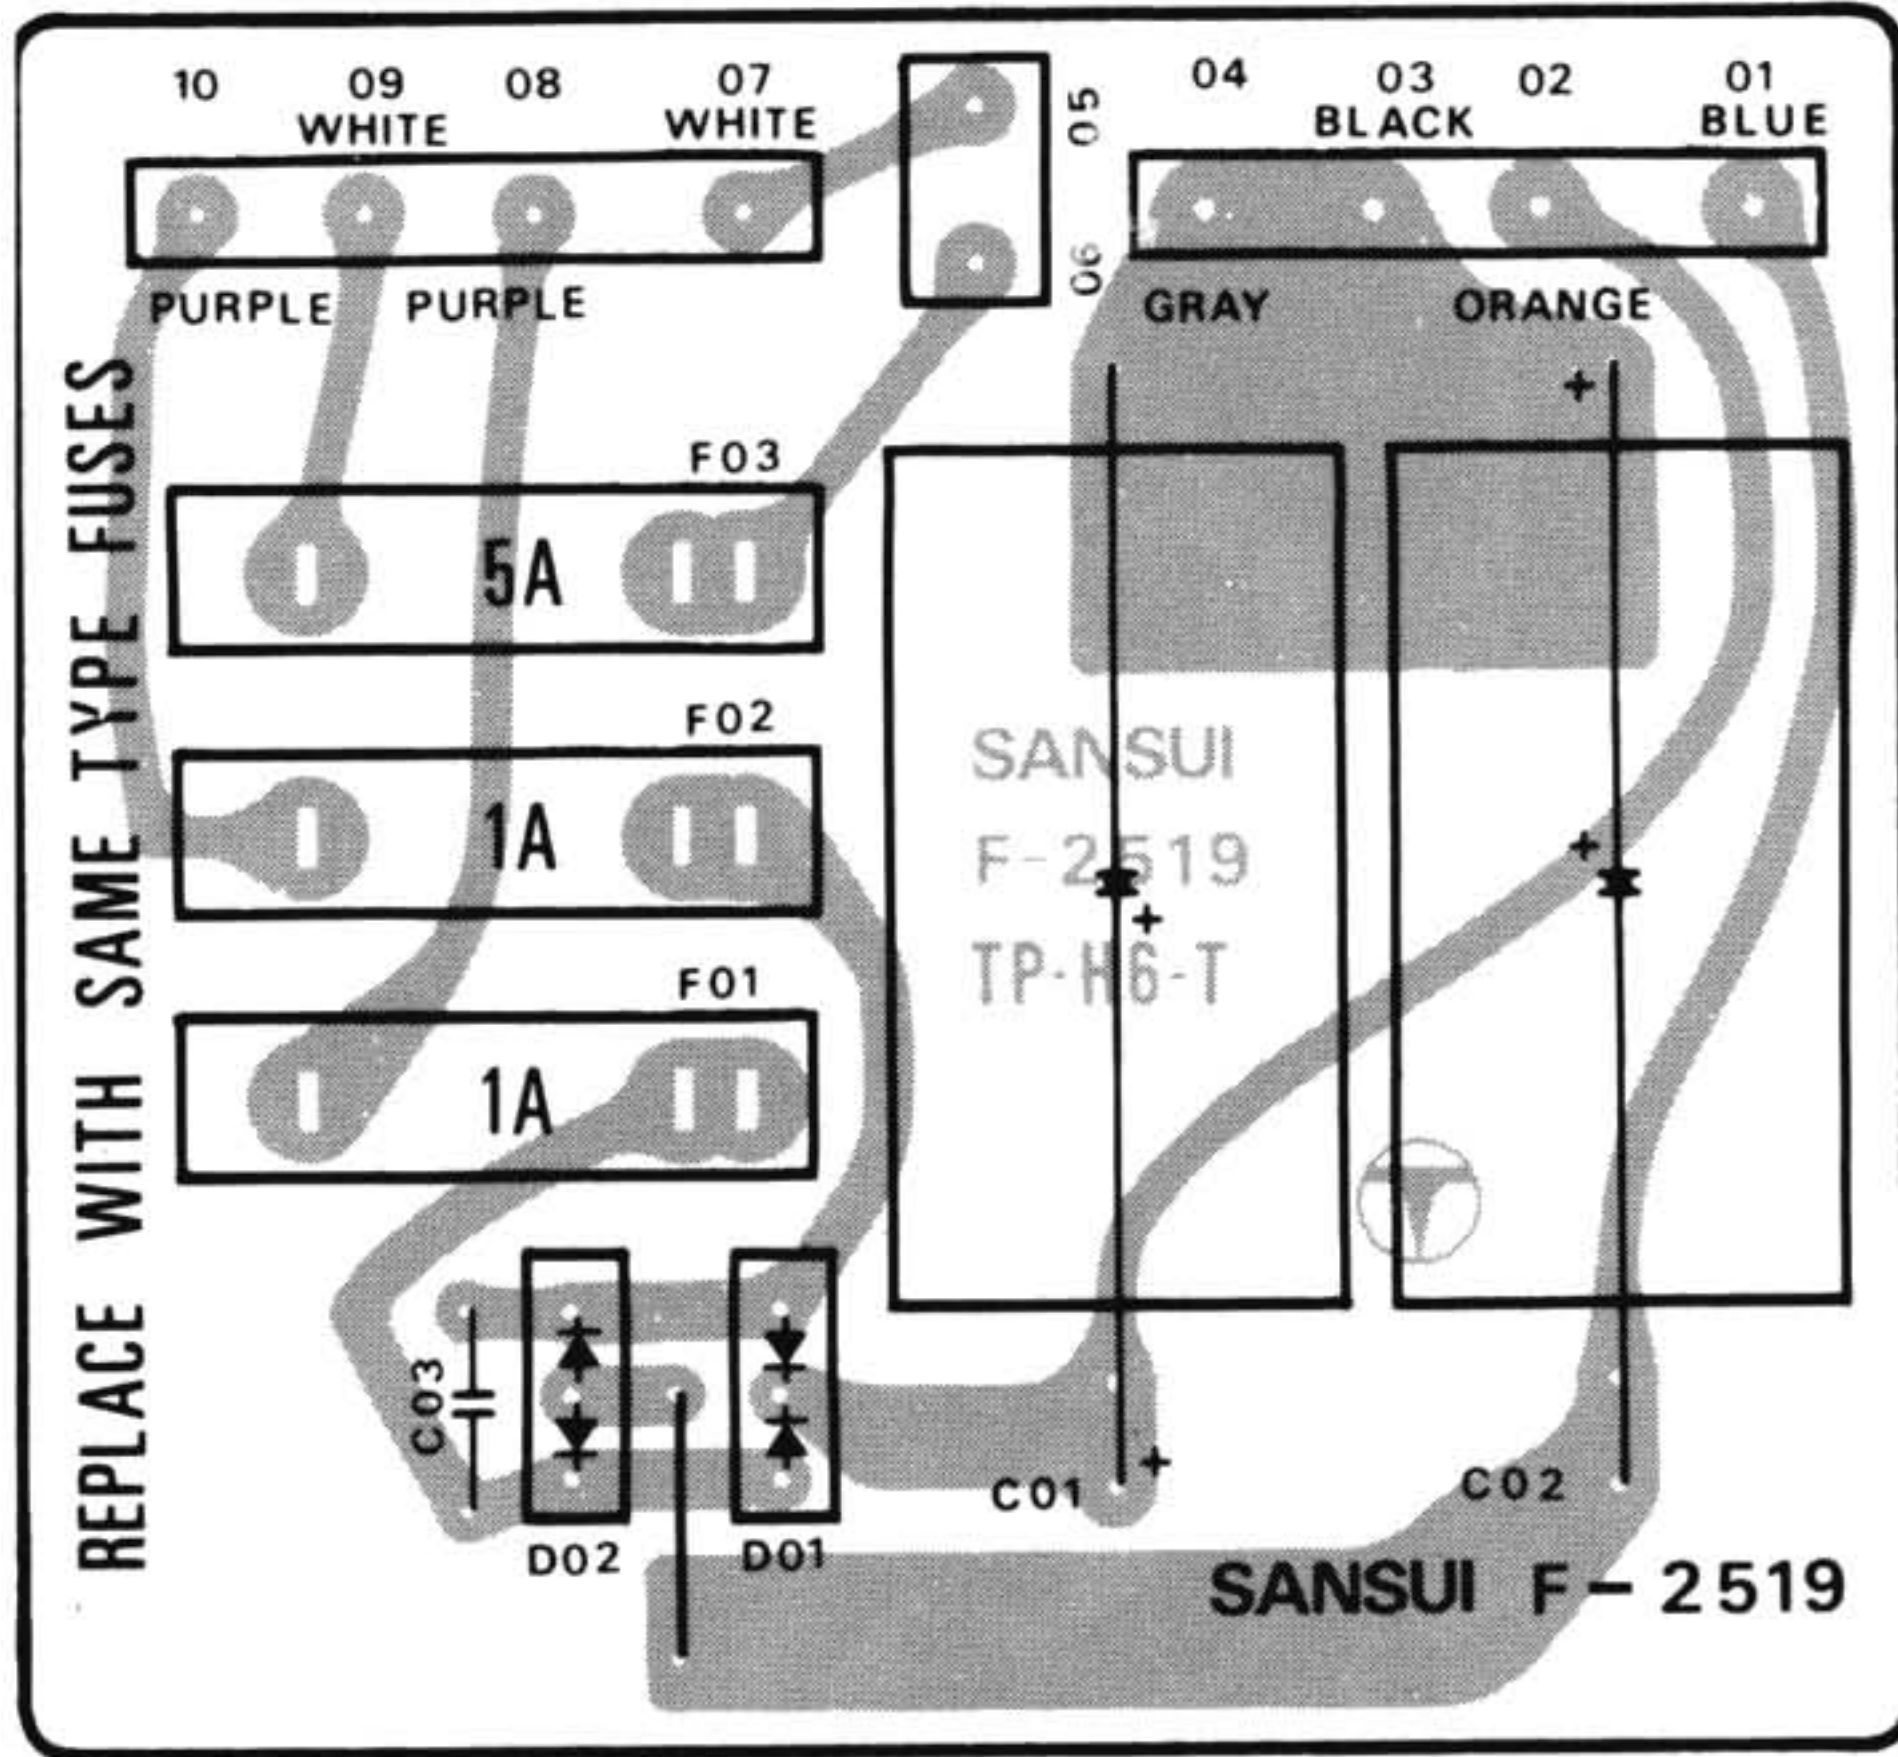 10 09 08 07
WHITE WHITE
05
06
04 03 02 01
BLACK BLUE
PURPLE PURPLE
GRAY ORANGE
REPLACE WITH SAME TYPE FUSES
F03
5A
F02
1A
F01
1A
+
+
SANSUI
F-2519
+
TP-H6-T
C03
D02 D01
C01 +
C02
SANSUI F-2519